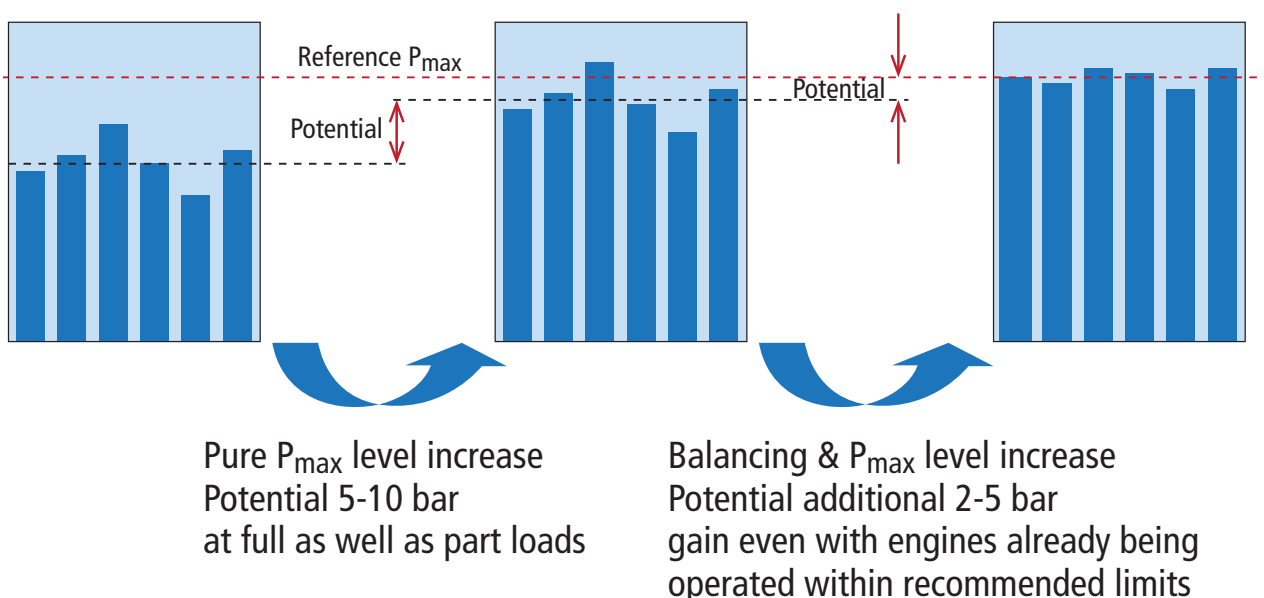 Reference Pmax
Potential
Potential
Pure Pmax level increase
Potential 5-10 bar
at full as well as part loads
Balancing & Pmax level increase
Potential additional 2-5 bar
gain even with engines already being
operated within recommended limits